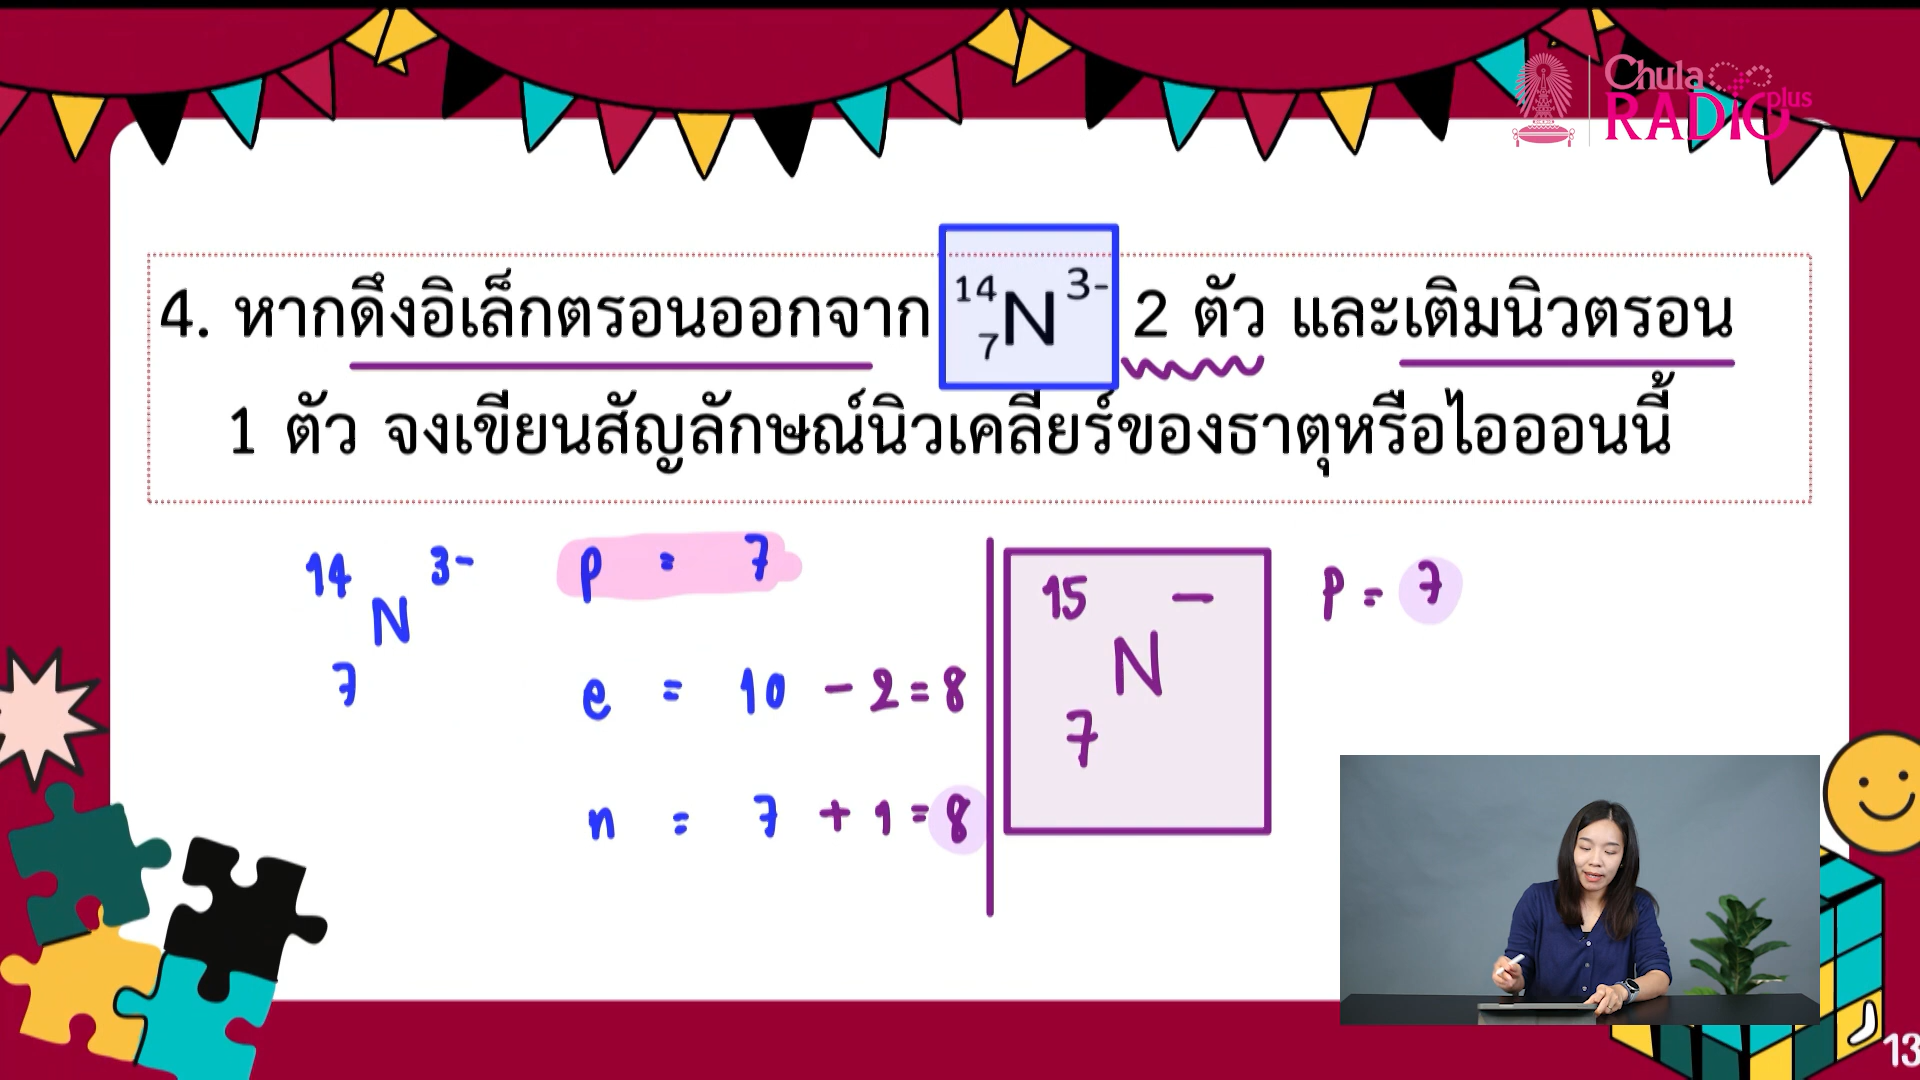 Chula
RADIO plus
4. หากดึงอิเล็กตรอนออกจาก ¹⁴₇N³⁻ 2 ตัว และเติมนิวตรอน
1 ตัว จงเขียนสัญลักษณ์นิวเคลียร์ของธาตุหรือไอออนนี้
14 N 3-
7
p = 7
e = 10 - 2 = 8
n = 7 + 1 = 8
15 N -
7
p = 7
13